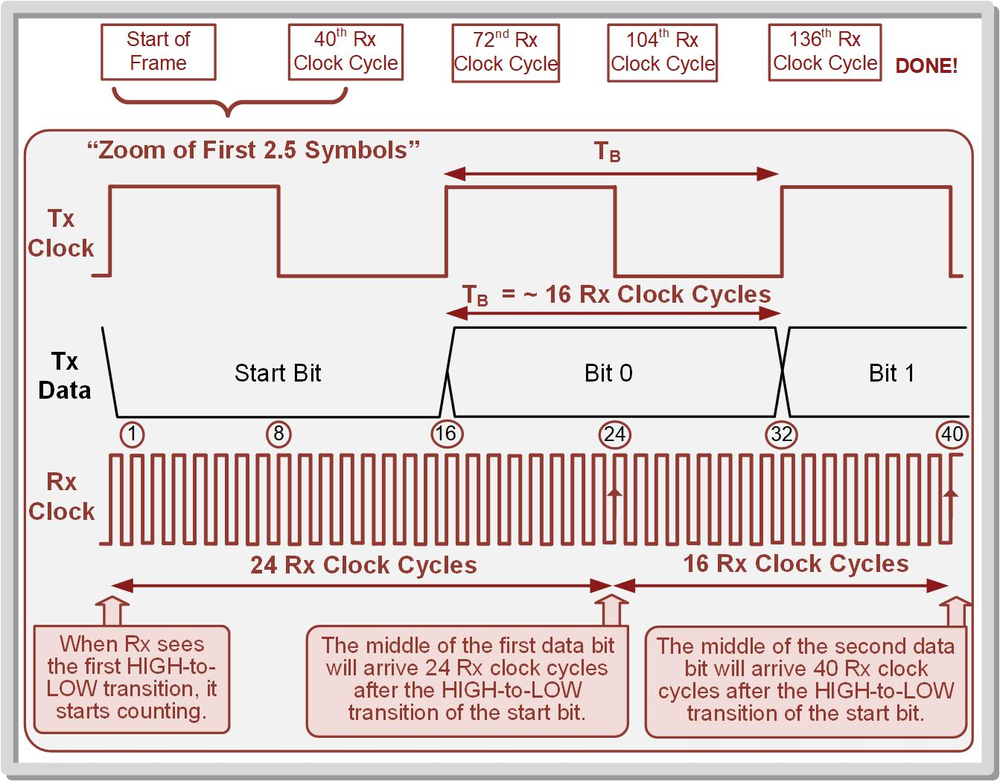 Start of
Frame
40th Rx
Clock Cycle
72nd Rx
Clock Cycle
104th Rx
Clock Cycle
136th Rx
Clock Cycle
DONE!
“Zoom of First 2.5 Symbols”
TB
Tx
Clock
TB = ~ 16 Rx Clock Cycles
Tx
Data
Start Bit
Bit 0
Bit 1
1
8
16
24
32
40
Rx
Clock
24 Rx Clock Cycles
16 Rx Clock Cycles
When Rx sees
the first HIGH-to-
LOW transition, it
starts counting.
The middle of the first data bit
will arrive 24 Rx clock cycles
after the HIGH-to-LOW
transition of the start bit.
The middle of the second data
bit will arrive 40 Rx clock
cycles after the HIGH-to-LOW
transition of the start bit.